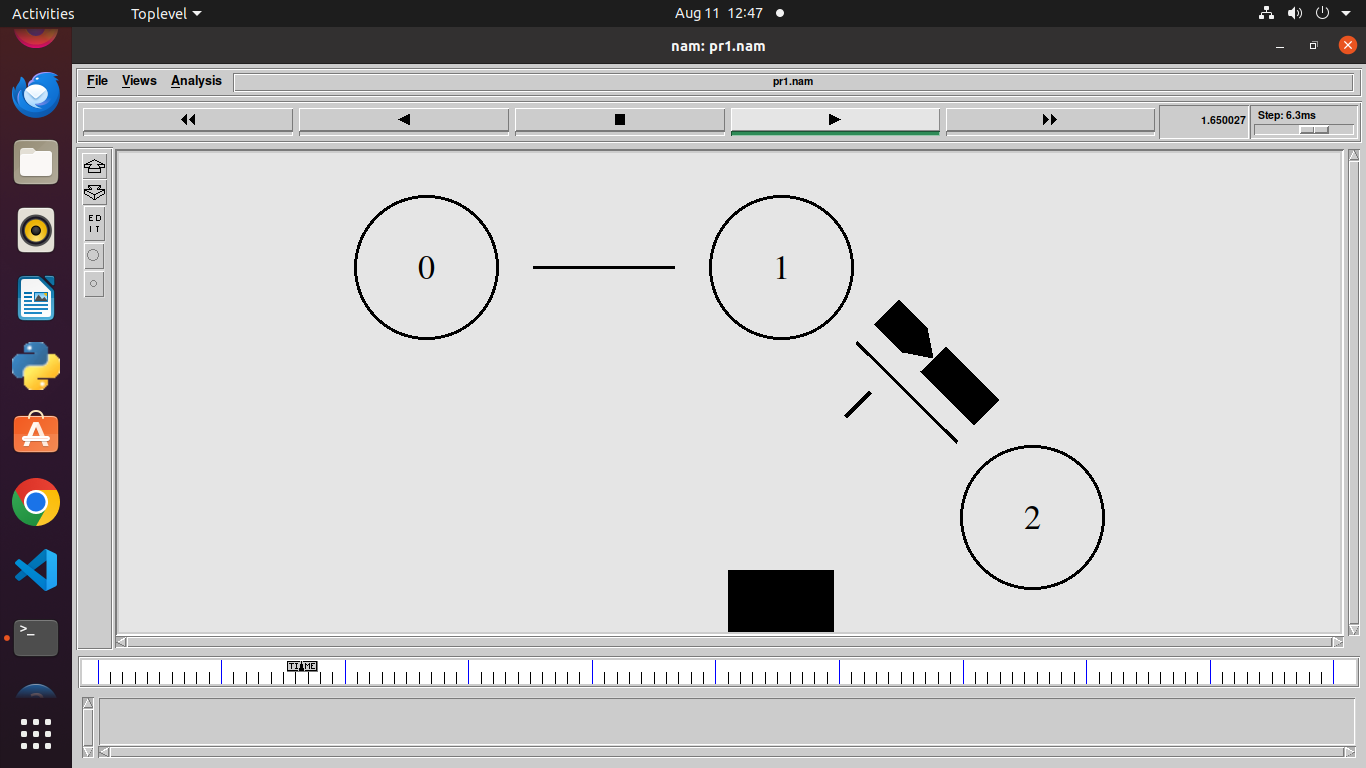 Activities
Toplevel
Aug 11 12:47
nam: pr1.nam
File Views Analysis
pr1.nam
1.650027
Step: 6.3ms
E D
I T
0
1
2
TIME
>_